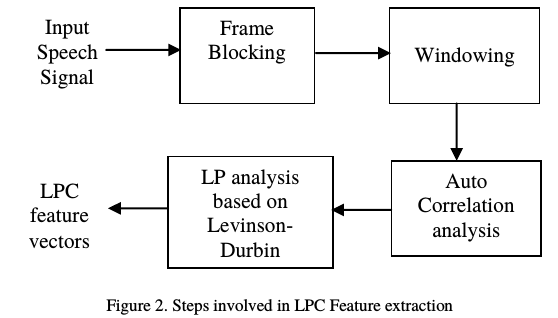 Input
Speech
Signal
Frame
Blocking
Windowing
Auto
Correlation
analysis
LP analysis
based on
Levinson-
Durbin
LPC
feature
vectors
Figure 2. Steps involved in LPC Feature extraction